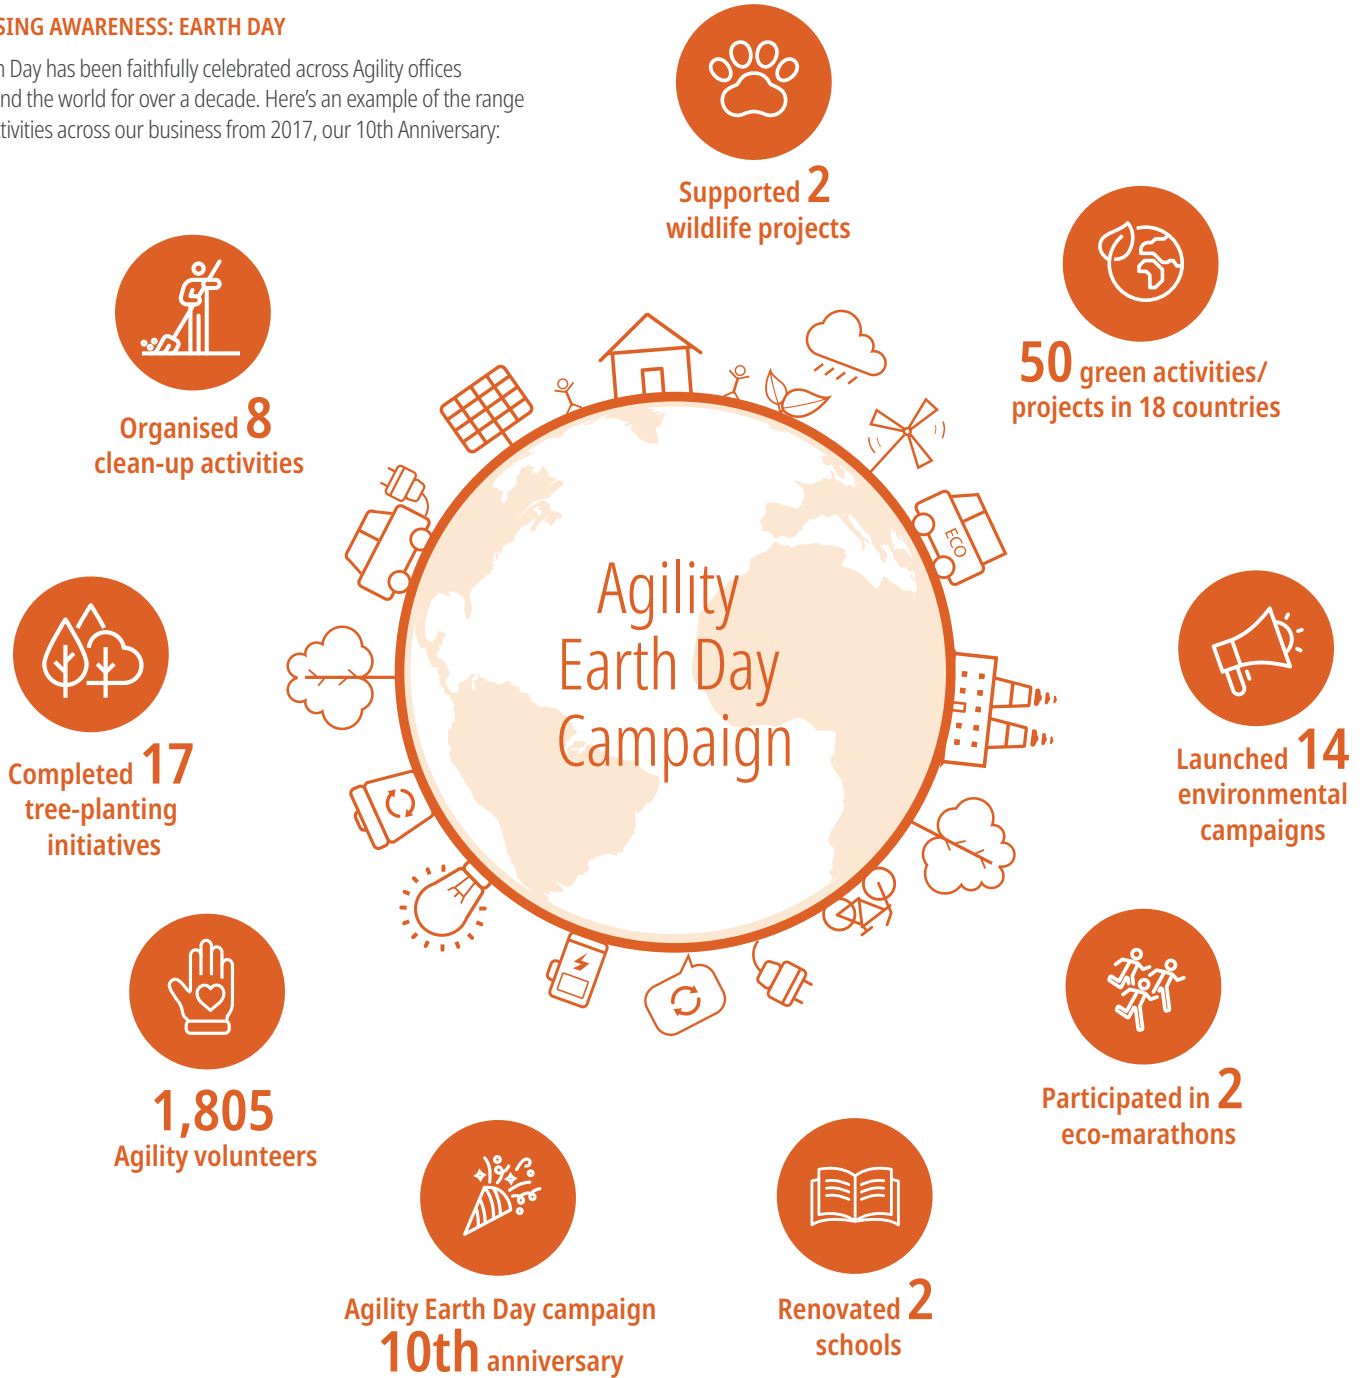 SING AWARENESS: EARTH DAY
h Day has been faithfully celebrated across Agility offices
nd the world for over a decade. Here’s an example of the range
ctivities across our business from 2017, our 10th Anniversary:
Supported 2
wildlife projects
50 green activities/
projects in 18 countries
Organised 8
clean-up activities
ECO
Agility
Earth Day
Campaign
Launched 14
environmental
campaigns
Completed 17
tree-planting
initiatives
1,805
Agility volunteers
Participated in 2
eco-marathons
Agility Earth Day campaign
10th anniversary
Renovated 2
schools